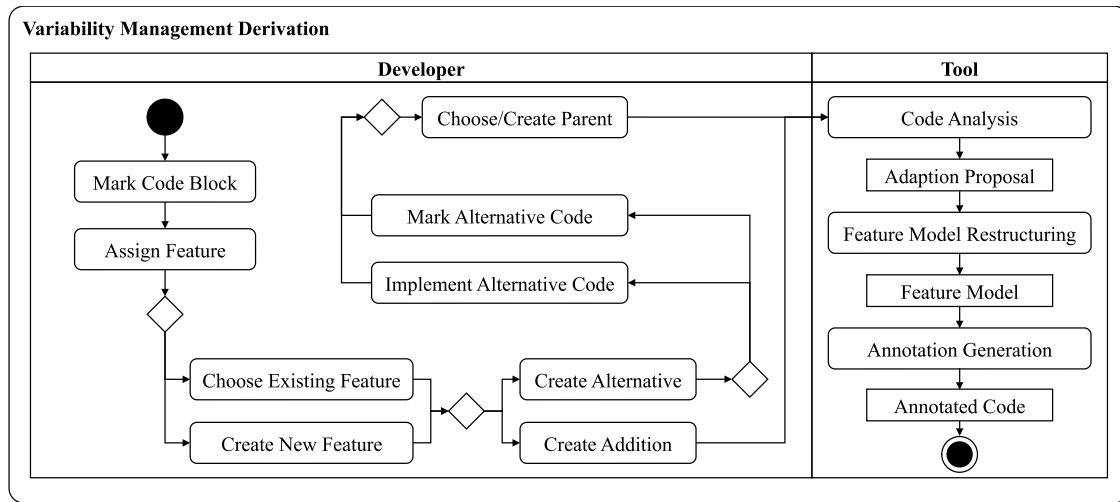 Variability Management Derivation
Developer
Tool
Mark Code Block
Assign Feature
Choose Existing Feature
Create New Feature
Create Alternative
Create Addition
Implement Alternative Code
Mark Alternative Code
Choose/Create Parent
Code Analysis
Adaption Proposal
Feature Model Restructuring
Feature Model
Annotation Generation
Annotated Code